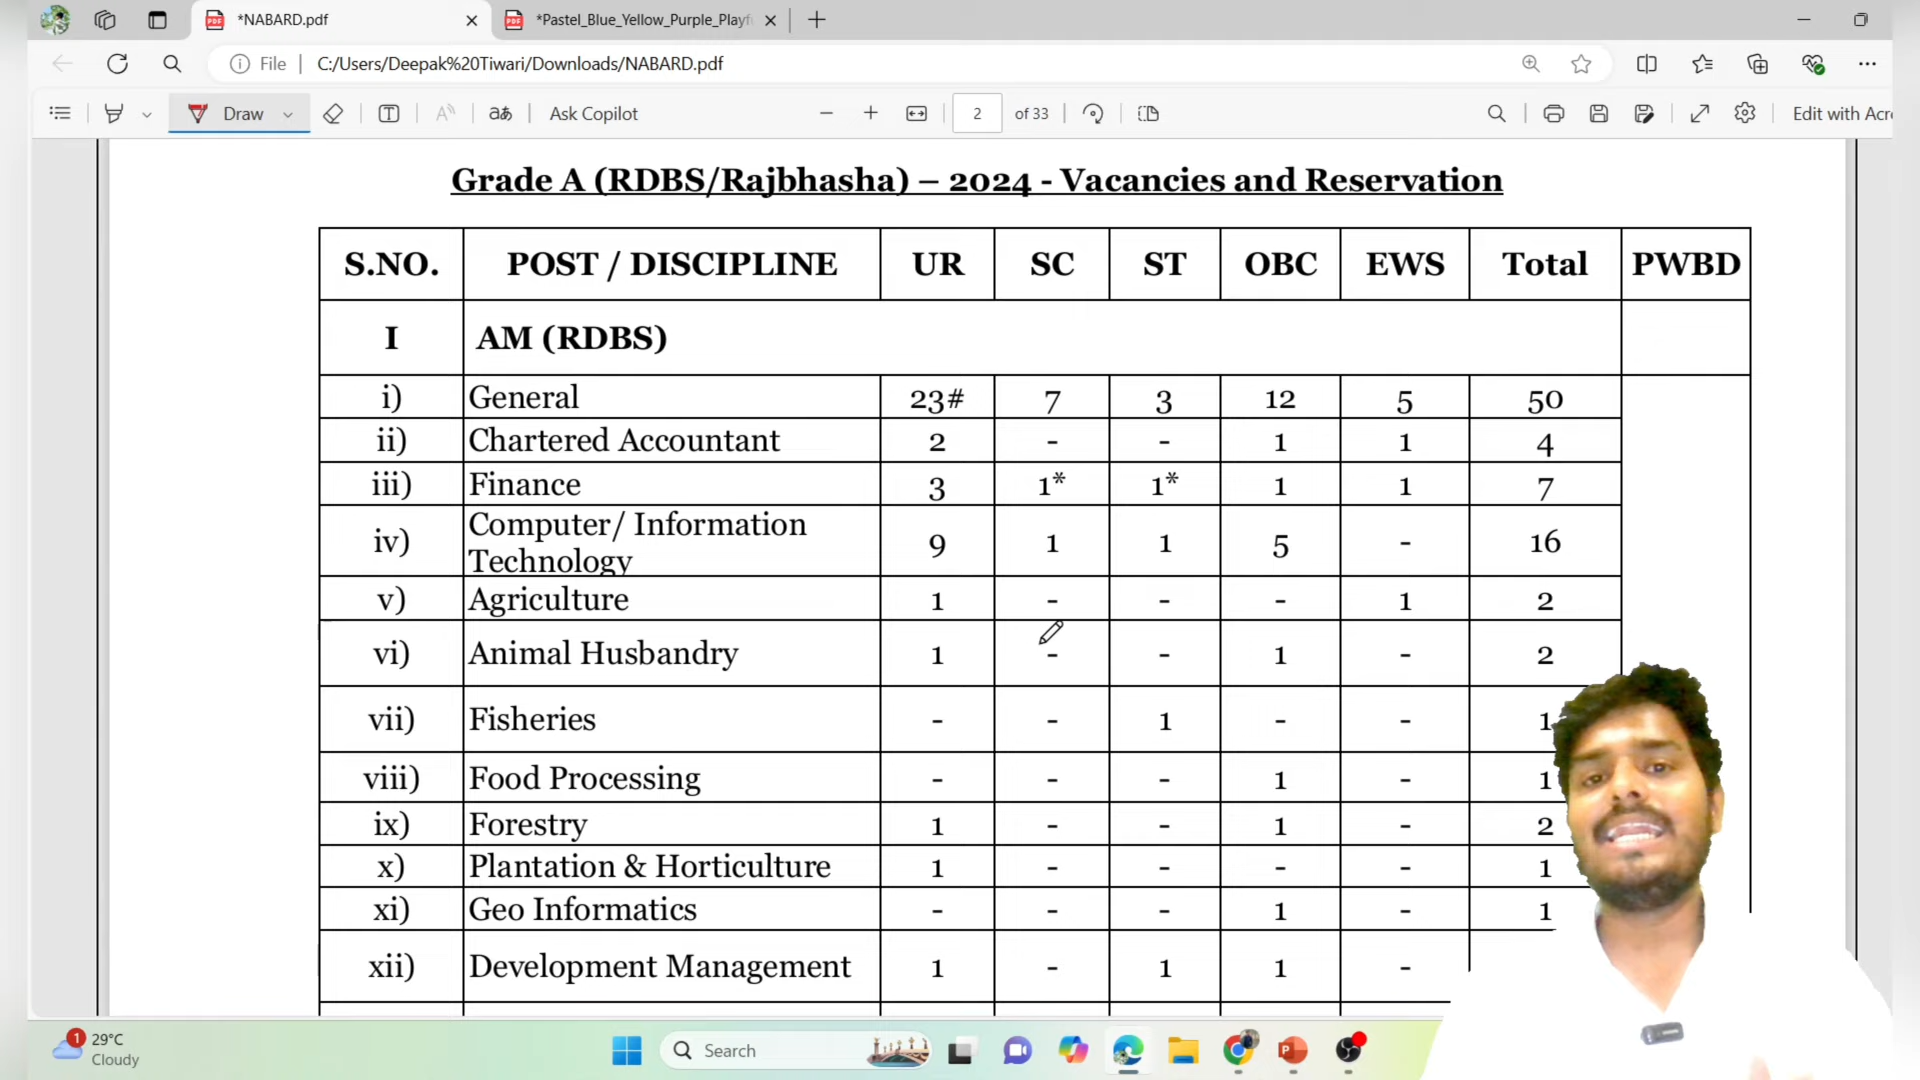 *NABARD.pdf
*Pastel_Blue_Yellow_Purple_Playf
File
C:/Users/Deepak%20Tiwari/Downloads/NABARD.pdf
Draw
Ask Copilot
2
of 33
Edit with Acro
Grade A (RDBS/Rajbhasha) – 2024 - Vacancies and Reservation
S.NO. POST / DISCIPLINE UR SC ST OBC EWS Total PWBD
I AM (RDBS)
i) General 23# 7 3 12 5 50
ii) Chartered Accountant 2 - - 1 1 4
iii) Finance 3 1* 1* 1 1 7
iv) Computer/ Information Technology 9 1 1 5 - 16
v) Agriculture 1 - - - 1 2
vi) Animal Husbandry 1 - - 1 - 2
vii) Fisheries - - 1 - - 1
viii) Food Processing - - - 1 - 1
ix) Forestry 1 - - 1 - 2
x) Plantation & Horticulture 1 - - - - 1
xi) Geo Informatics - - - 1 - 1
xii) Development Management 1 - 1 1 -
1
29°C
Cloudy
Search